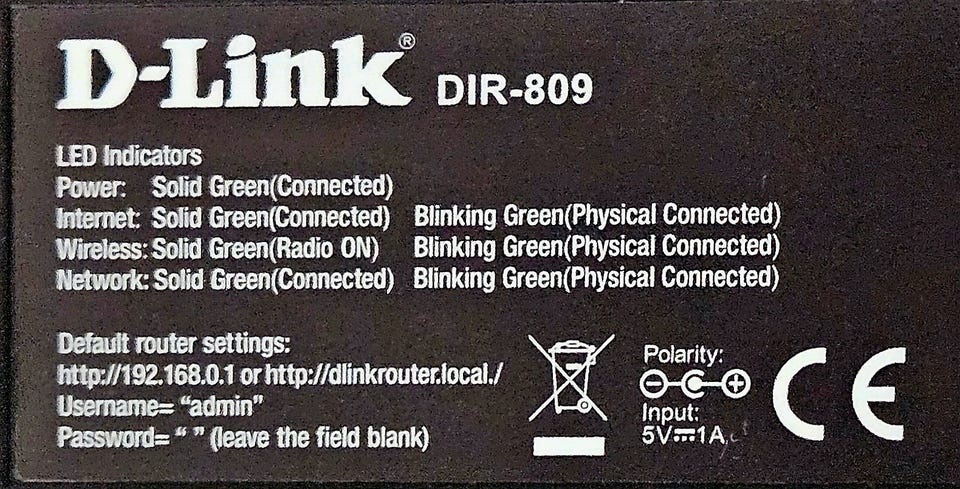 D-Link® DIR-809
LED Indicators
Power: Solid Green(Connected)
Internet: Solid Green(Connected) Blinking Green(Physical Connected)
Wireless: Solid Green(Radio ON) Blinking Green(Physical Connected)
Network: Solid Green(Connected) Blinking Green(Physical Connected)
Default router settings:
http://192.168.0.1 or http://dlinkrouter.local./
Username= “admin”
Password= “ ” (leave the field blank)
Polarity:
Input:
5V⎓1A
CE